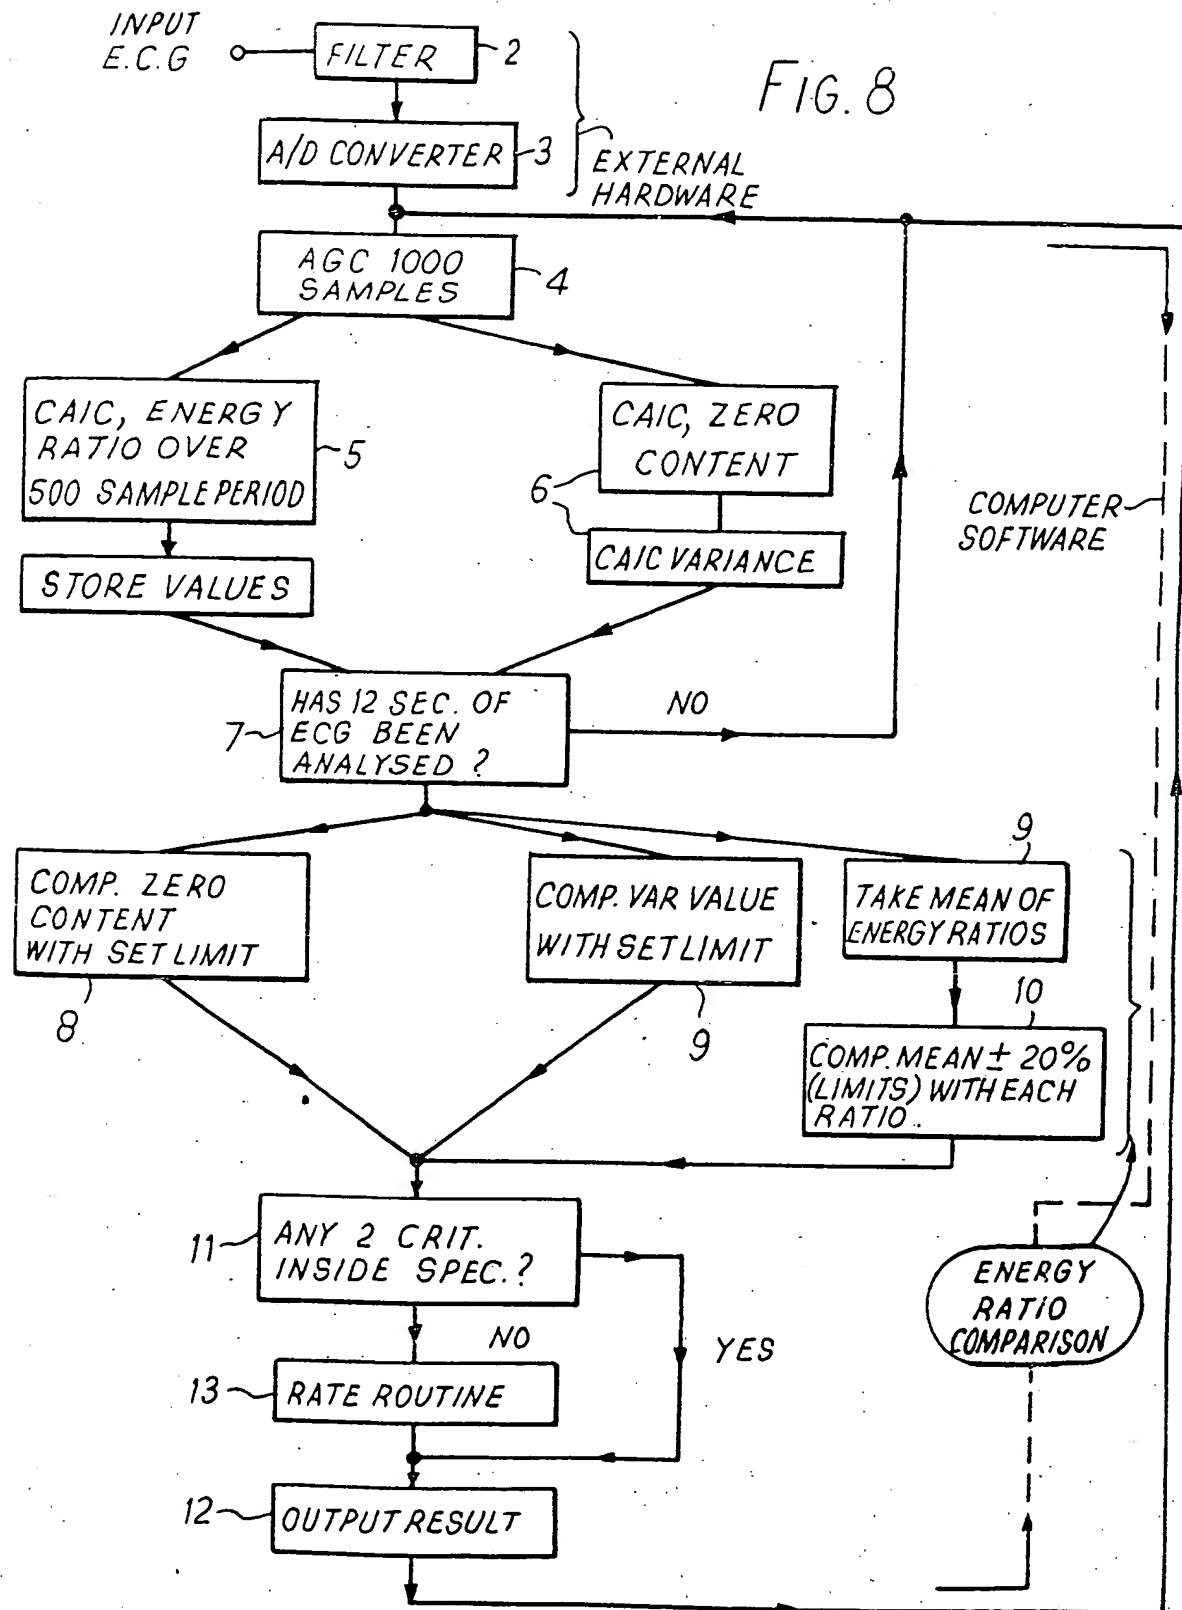 INPUT
E.C.G
FILTER
2
FIG. 8
A/D CONVERTER
3
EXTERNAL
HARDWARE
AGC 1000
SAMPLES
4
CAIC, ENERGY
RATIO OVER
500 SAMPLE PERIOD
5
CAIC, ZERO
CONTENT
6
CAIC VARIANCE
STORE VALUES
COMPUTER
SOFTWARE
HAS 12 SEC. OF
ECG BEEN
ANALYSED ?
7
NO
COMP. ZERO
CONTENT
WITH SET LIMIT
8
COMP. VAR VALUE
WITH SET LIMIT
9
9
TAKE MEAN OF
ENERGY RATIOS
10
COMP. MEAN ± 20%
(LIMITS) WITH EACH
RATIO.
11
ANY 2 CRIT.
INSIDE SPEC.?
NO
YES
ENERGY
RATIO
COMPARISON
13
RATE ROUTINE
12
OUTPUT RESULT